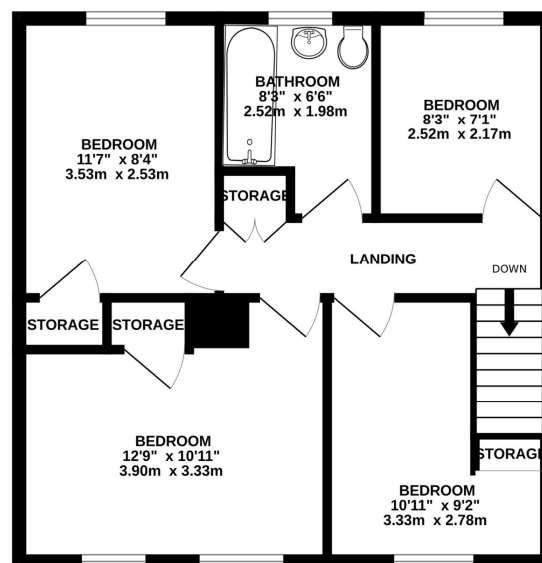 BATHROOM
8'3" x 6'6"
2.52m x 1.98m
BEDROOM
8'3" x 7'1"
2.52m x 2.17m
BEDROOM
11'7" x 8'4"
3.53m x 2.53m
STORAGE
LANDING
DOWN
STORAGE
STORAGE
BEDROOM
12'9" x 10'11"
3.90m x 3.33m
STORAGE
BEDROOM
10'11" x 9'2"
3.33m x 2.78m